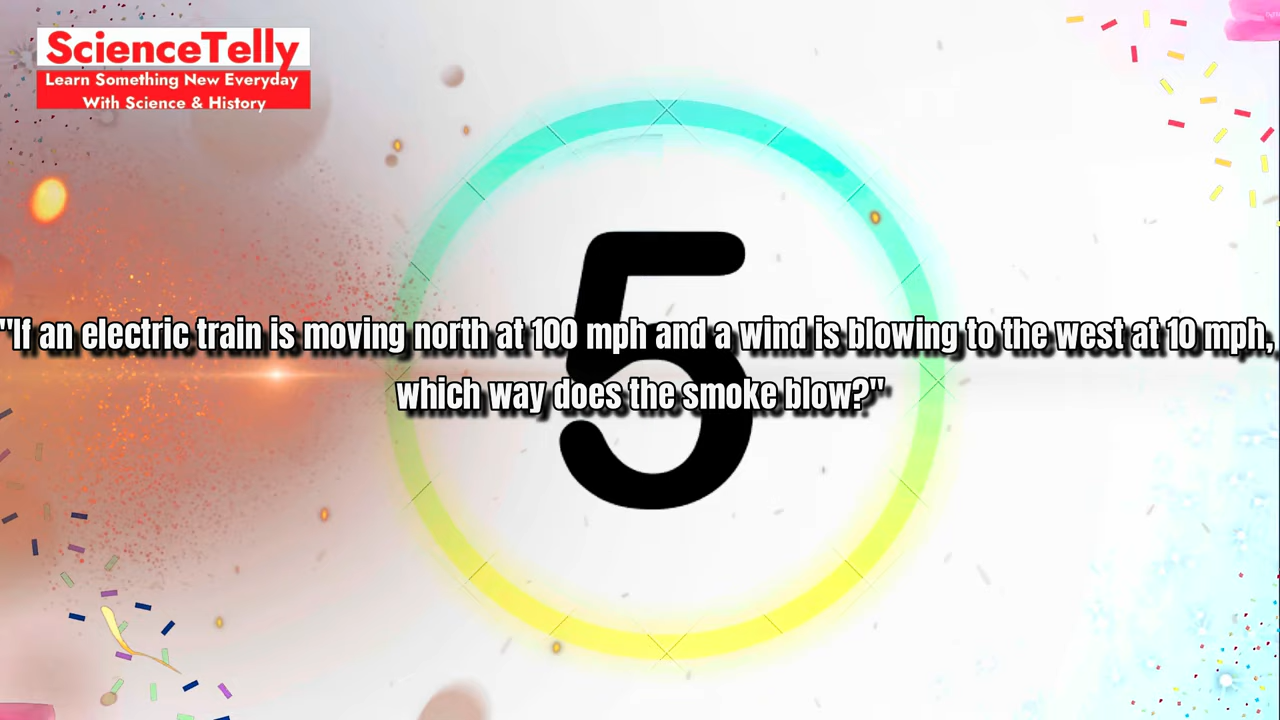 ScienceTelly
Learn Something New Everyday
With Science & History
5
"If an electric train is moving north at 100 mph and a wind is blowing to the west at 10 mph,
which way does the smoke blow?"